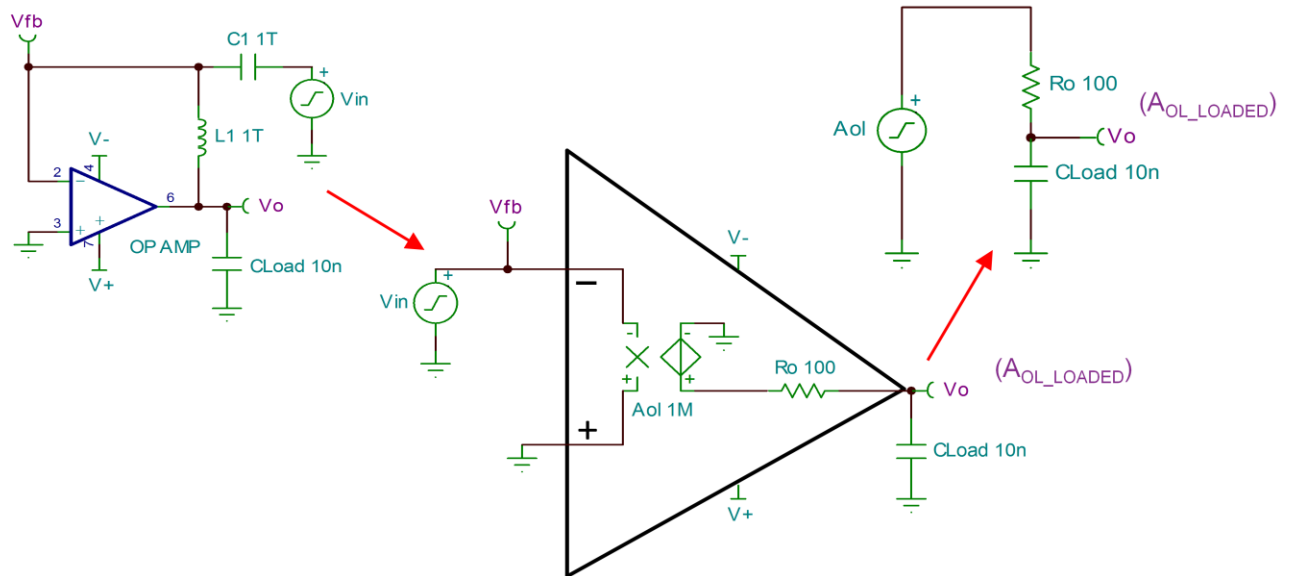 Vfb
C1 1T
+
Vin
L1 1T
V-
2
4
-
6
Vo
3
+
+
7
OP AMP
V+
CLoad 10n
Vfb
+
Vin
V-
−
-
-
+
+
Aol 1M
Ro 100
+
V+
(AOL_LOADED)
Vo
CLoad 10n
+
Aol
Ro 100
(AOL_LOADED)
Vo
CLoad 10n